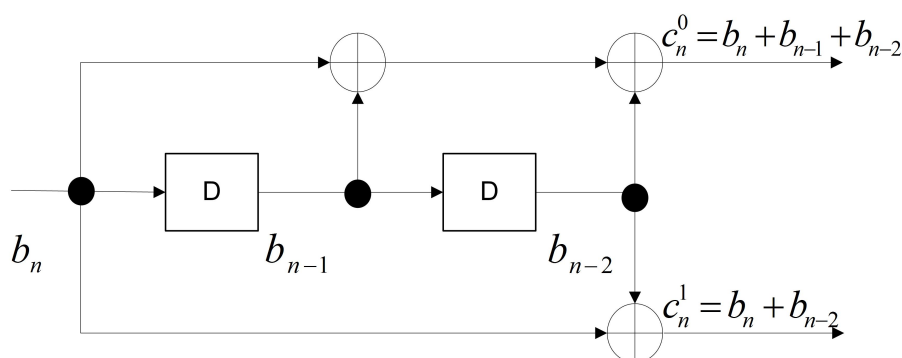 c_n^0 = b_n + b_{n-1} + b_{n-2}
D D
b_n b_{n-1} b_{n-2}
c_n^1 = b_n + b_{n-2}